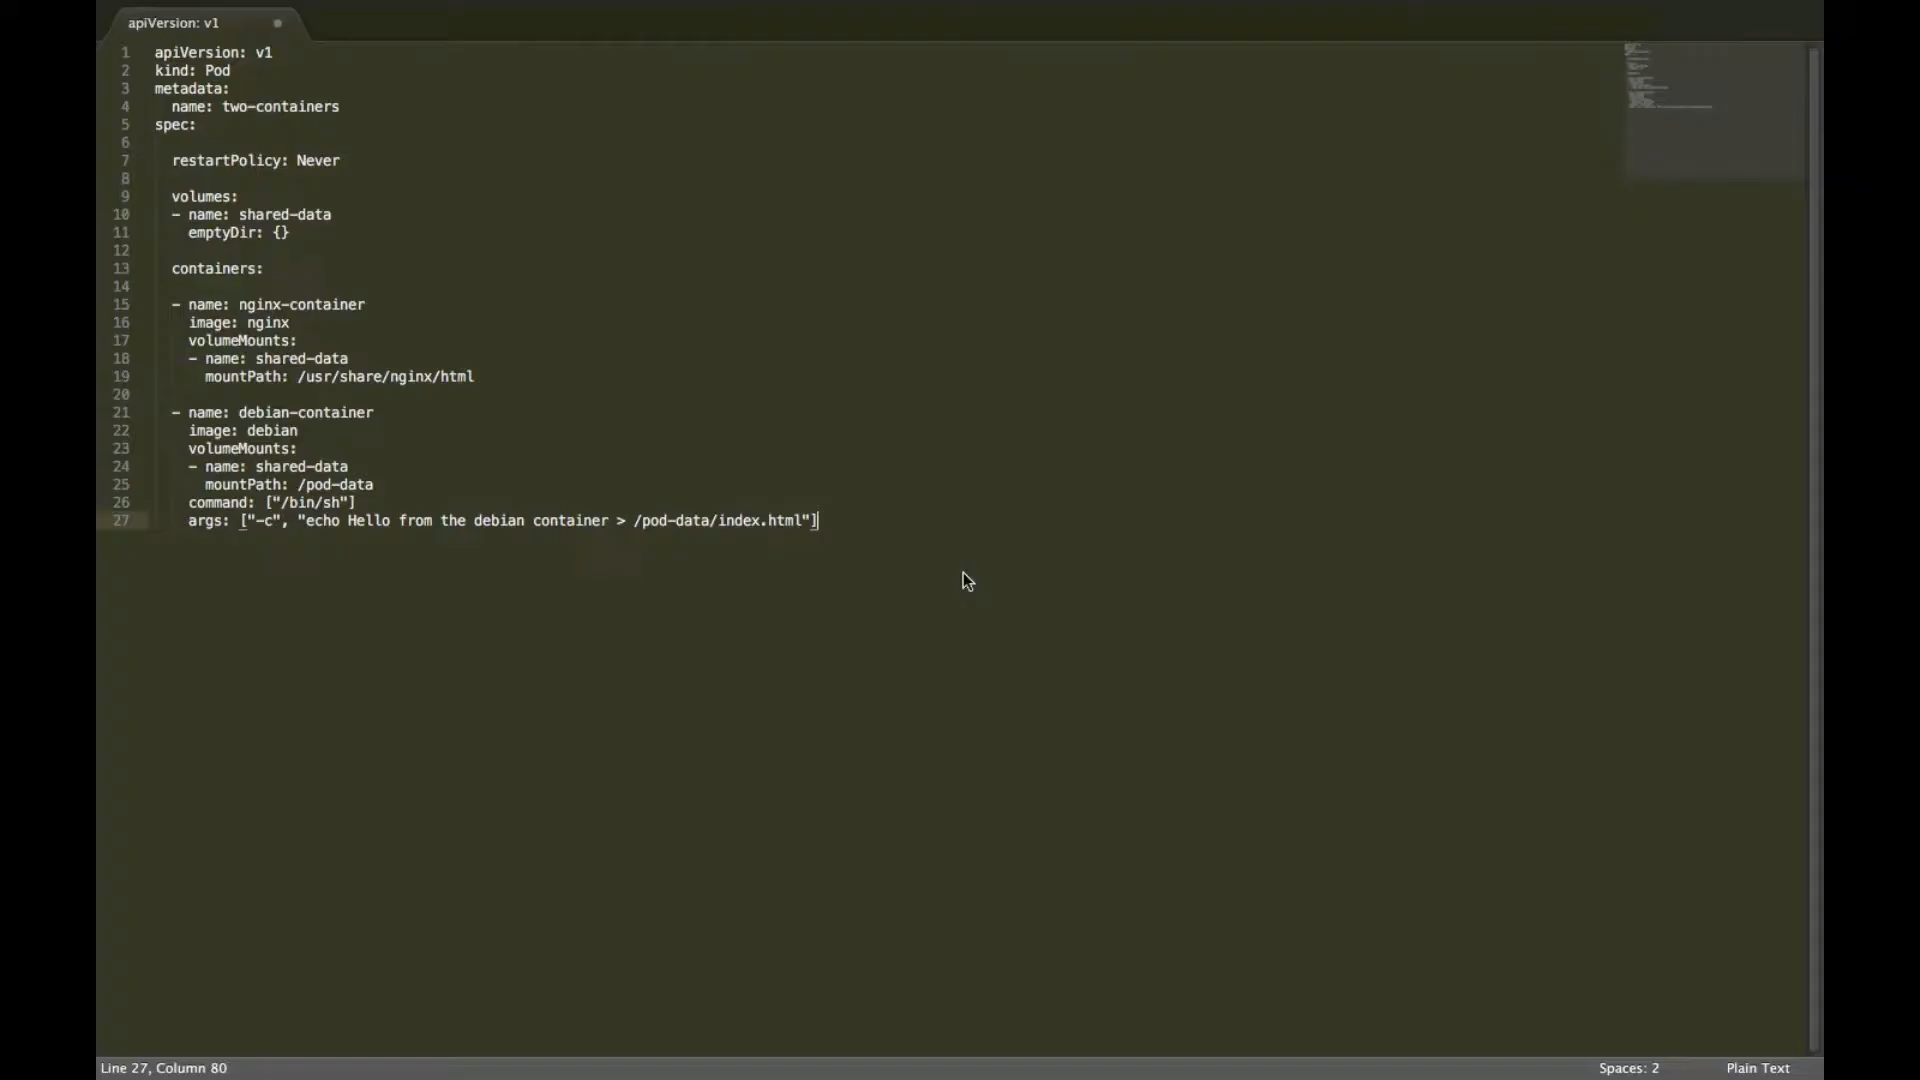 apiVersion: v1
1 apiVersion: v1
2 kind: Pod
3 metadata:
4   name: two-containers
5 spec:
6
7   restartPolicy: Never
8
9   volumes:
10   - name: shared-data
11     emptyDir: {}
12
13   containers:
14
15   - name: nginx-container
16     image: nginx
17     volumeMounts:
18     - name: shared-data
19       mountPath: /usr/share/nginx/html
20
21   - name: debian-container
22     image: debian
23     volumeMounts:
24     - name: shared-data
25       mountPath: /pod-data
26     command: ["/bin/sh"]
27     args: ["-c", "echo Hello from the debian container > /pod-data/index.html"]
Line 27, Column 80
Spaces: 2
Plain Text